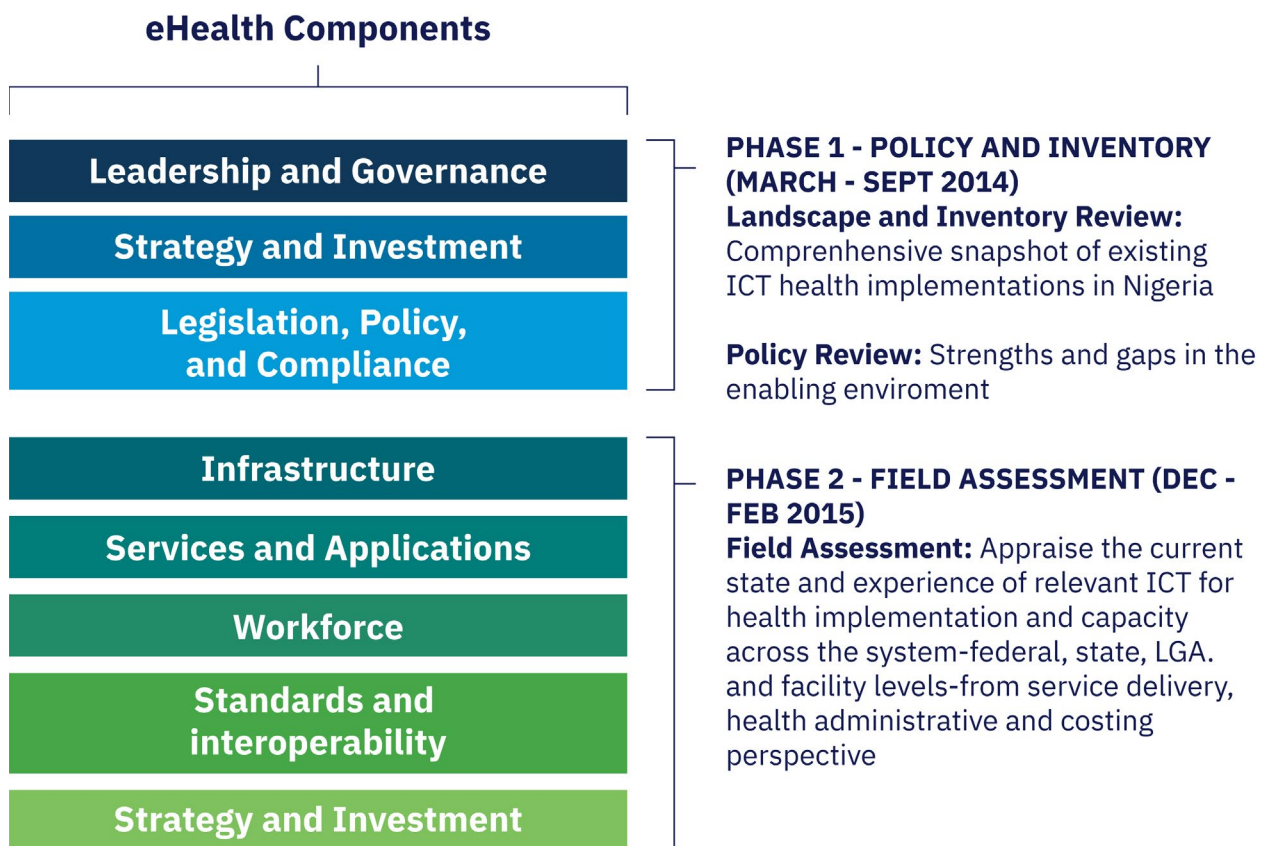 eHealth Components
Leadership and Governance
Strategy and Investment
Legislation, Policy,
and Compliance
PHASE 1 - POLICY AND INVENTORY
(MARCH - SEPT 2014)
Landscape and Inventory Review:
Comprenhensive snapshot of existing
ICT health implementations in Nigeria
Policy Review: Strengths and gaps in the
enabling enviroment
Infrastructure
Services and Applications
Workforce
Standards and
interoperability
Strategy and Investment
PHASE 2 - FIELD ASSESSMENT (DEC -
FEB 2015)
Field Assessment: Appraise the current
state and experience of relevant ICT for
health implementation and capacity
across the system-federal, state, LGA.
and facility levels-from service delivery,
health administrative and costing
perspective